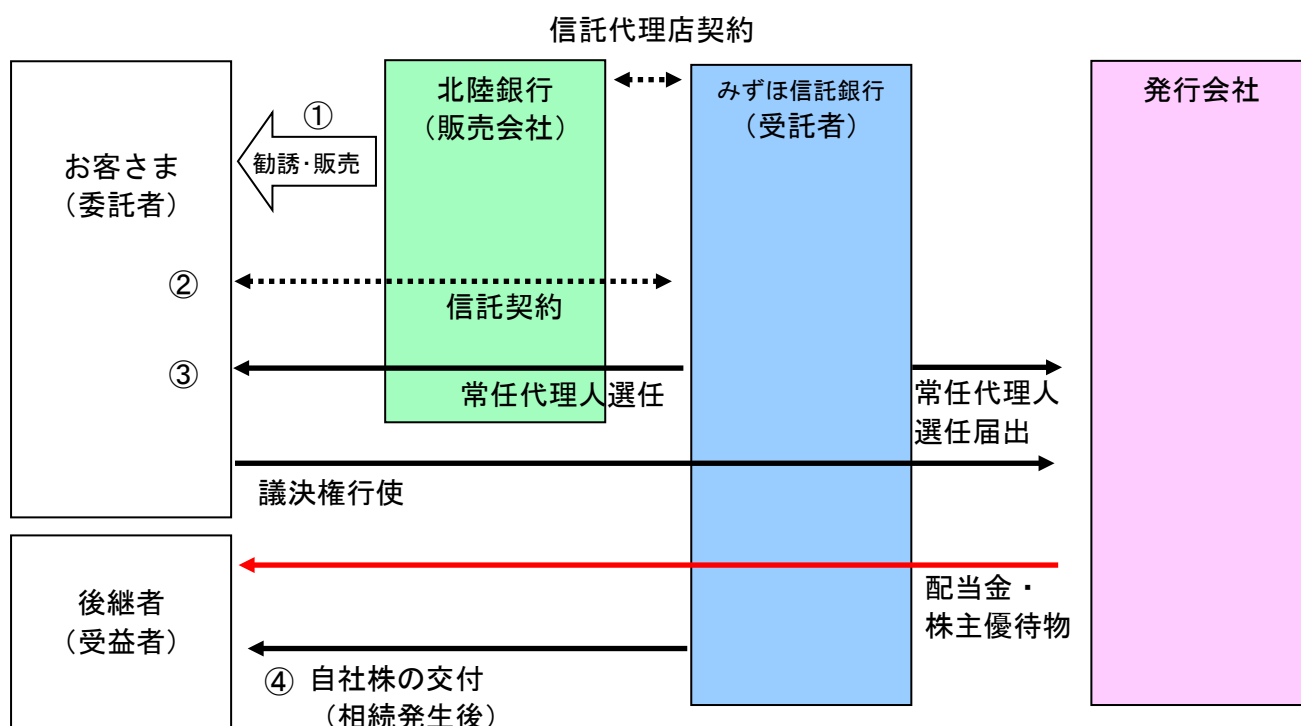 信託代理店契約
北陸銀行
（販売会社）
みずほ信託銀行
（受託者）
発行会社
①
勧誘・販売
お客さま
（委託者）
②
信託契約
③
常任代理人選任
常任代理人
選任届出
議決権行使
配当金・
株主優待物
後継者
（受益者）
④ 自社株の交付
（相続発生後）